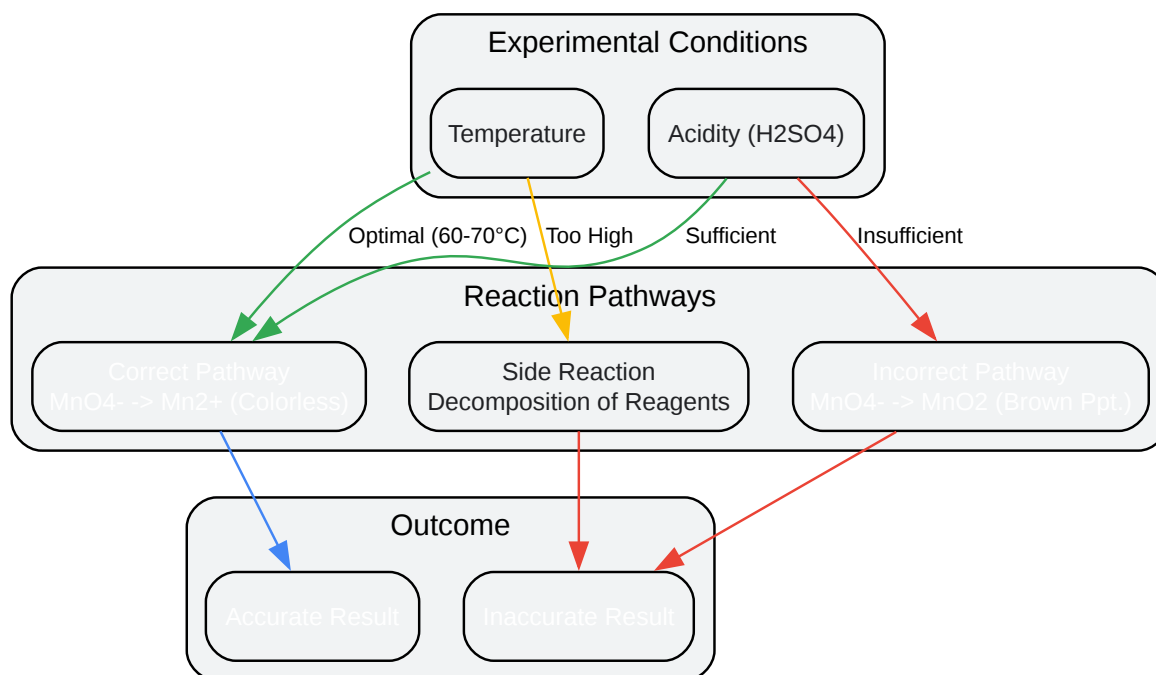 Experimental Conditions
Temperature
Acidity (H2SO4)
Optimal (60-70°C)
Too High
Sufficient
Insufficient
Reaction Pathways
Correct Pathway
MnO4- -> Mn2+ (Colorless)
Side Reaction
Decomposition of Reagents
Incorrect Pathway
MnO4- -> MnO2 (Brown Ppt.)
Outcome
Accurate Result
Inaccurate Result